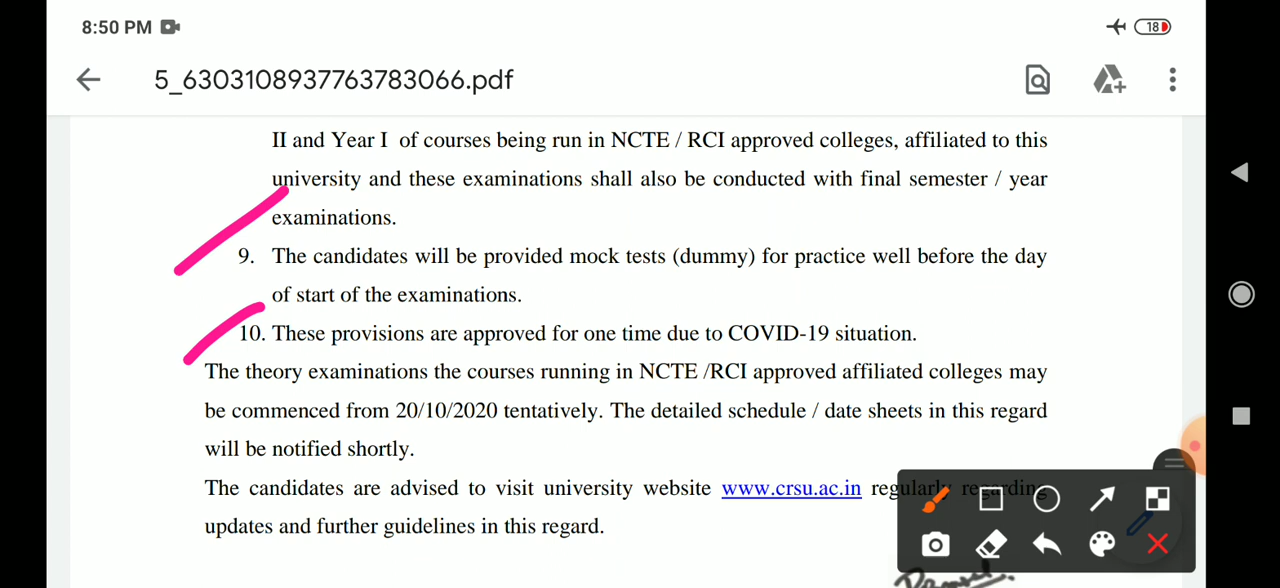 8:50 PM
18
5_6303108937763783066.pdf
II and Year I of courses being run in NCTE / RCI approved colleges, affiliated to this
university and these examinations shall also be conducted with final semester / year
examinations.
9. The candidates will be provided mock tests (dummy) for practice well before the day
of start of the examinations.
10. These provisions are approved for one time due to COVID-19 situation.
The theory examinations the courses running in NCTE /RCI approved affiliated colleges may
be commenced from 20/10/2020 tentatively. The detailed schedule / date sheets in this regard
will be notified shortly.
The candidates are advised to visit university website www.crsu.ac.in regularly regarding
updates and further guidelines in this regard.